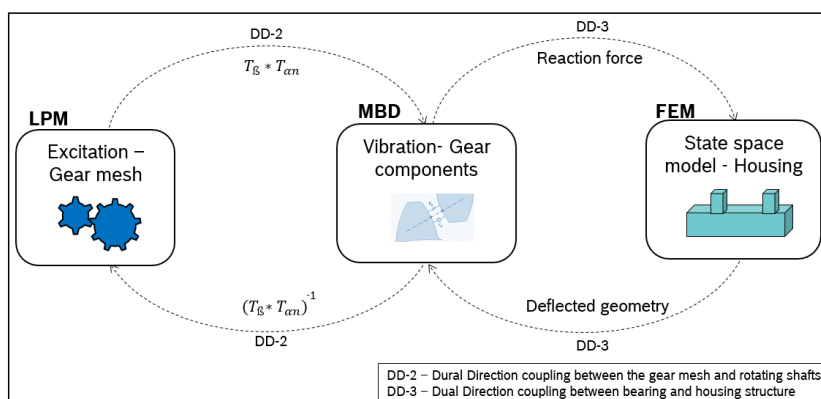 DD-2
T_ß * T_αn
DD-3
Reaction force
LPM
MBD
FEM
Excitation –
Gear mesh
Vibration- Gear
components
State space
model - Housing
(T_ß * T_αn)^-1
DD-2
Deflected geometry
DD-3
DD-2 – Dural Direction coupling between the gear mesh and rotating shafts
DD-3 – Dual Direction coupling between bearing and housing structure